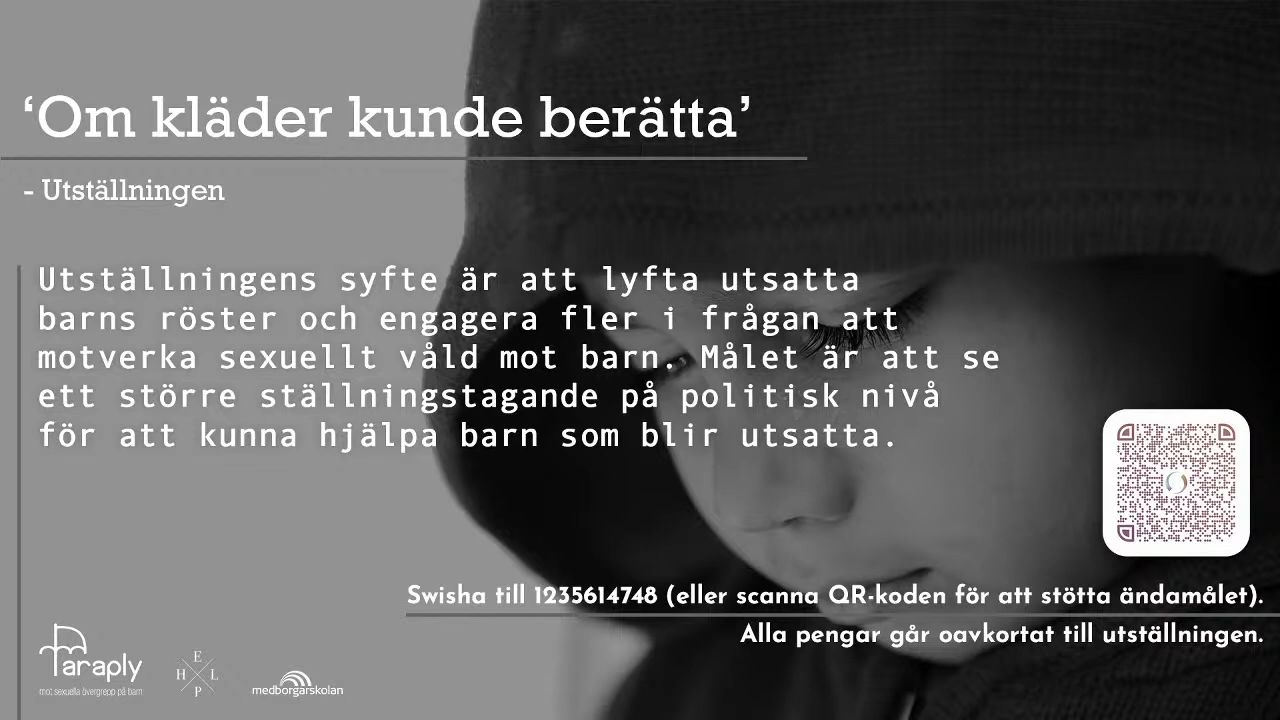 ‘Om kläder kunde berätta’
- Utställningen
Utställningens syfte är att lyfta utsatta
barns röster och engagera fler i frågan att
motverka sexuellt våld mot barn. Målet är att se
ett större ställningstagande på politisk nivå
för att kunna hjälpa barn som blir utsatta.
Swisha till 1235614748 (eller scanna QR-koden för att stötta ändamålet).
Alla pengar går oavkortat till utställningen.
Paraply
mot sexuella övergrepp på barn
HELP
medborgarskolan